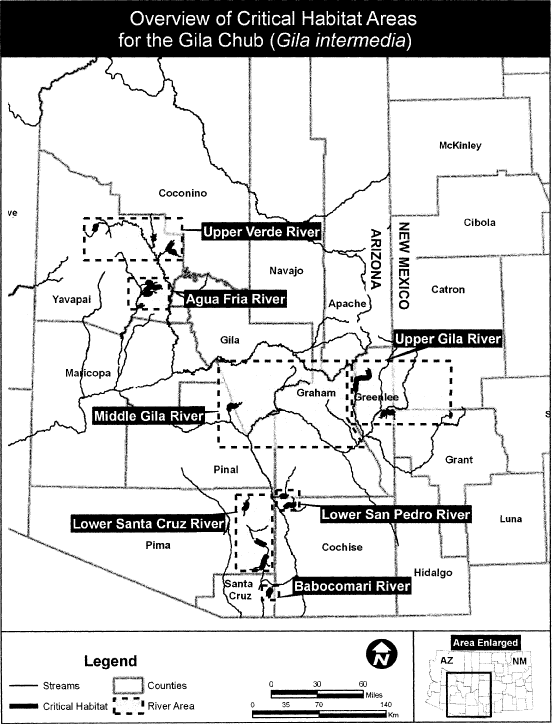 Overview of Critical Habitat Areas
for the Gila Chub (Gila intermedia)
McKinley
Coconino
ve
Cibola
Upper Verde River
ARIZONA
NEW MEXICO
Navajo
Catron
Yavapai
Agua Fria River
Apache
Gila
Upper Gila River
Maricopa
Graham
Greenlee
Middle Gila River
S
Grant
Pinal
Lower Santa Cruz River
Lower San Pedro River
Luna
Pima
Cochise
Hidalgo
Santa
Cruz
Babocomari River
Legend
Streams
Counties
Critical Habitat
River Area
N
0 30 60
Miles
0 35 70 140
Km
Area Enlarged
AZ
NM